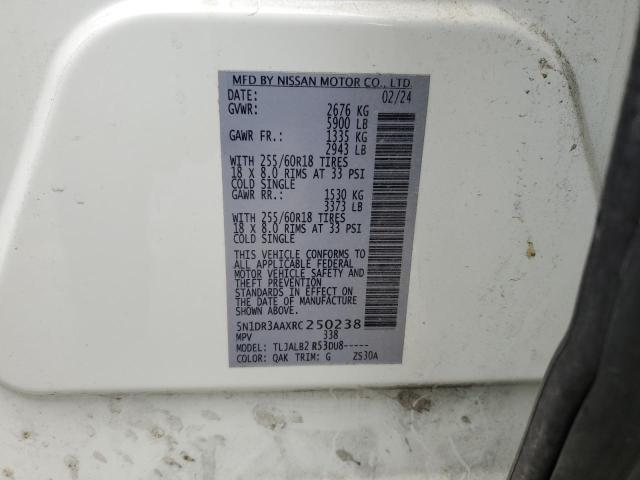 MFD BY NISSAN MOTOR CO., LTD.
DATE: 02/24
GVWR: 2676 KG
5900 LB
GAWR FR.: 1335 KG
2943 LB
WITH 255/60R18 TIRES
18 X 8.0 RIMS AT 33 PSI
COLD SINGLE
GAWR RR.: 1530 KG
3373 LB
WITH 255/60R18 TIRES
18 X 8.0 RIMS AT 33 PSI
COLD SINGLE
THIS VEHICLE CONFORMS TO
ALL APPLICABLE FEDERAL
MOTOR VEHICLE SAFETY AND
THEFT PREVENTION
STANDARDS IN EFFECT ON
THE DATE OF MANUFACTURE
SHOWN ABOVE.
5N1DR3AAXRC250238
MPV 338
MODEL: TLJALB2 R53DU8-----
COLOR: QAK TRIM: G ZS30A